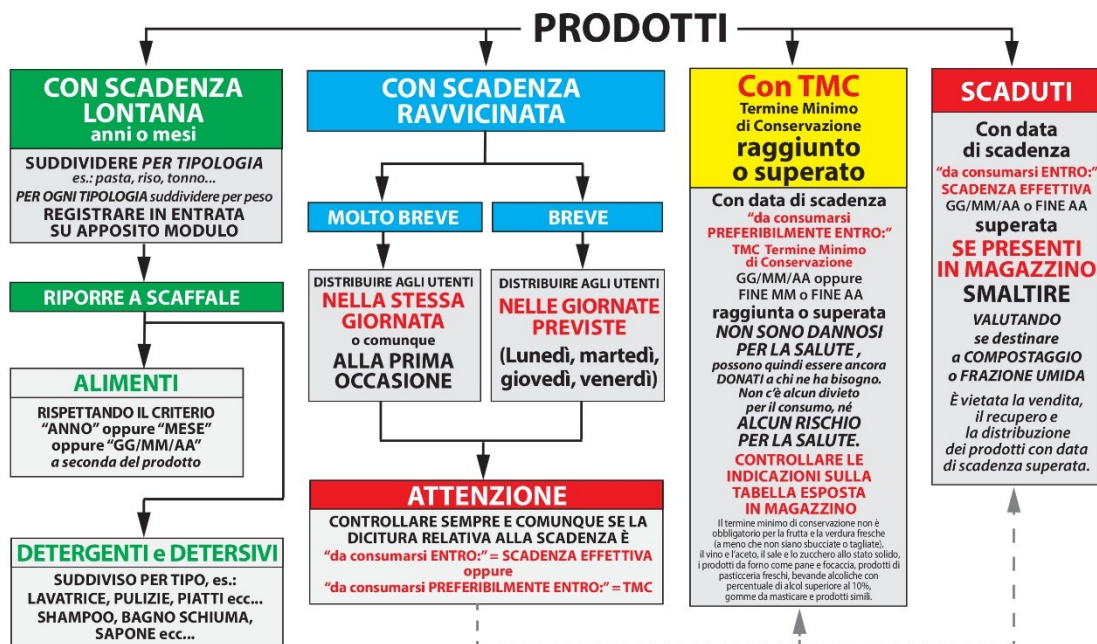 PRODOTTI
CON SCADENZA
LONTANA
anni o mesi
SUDDIVIDERE PER TIPOLOGIA
es.: pasta, riso, tonno...
PER OGNI TIPOLOGIA suddividere per peso
REGISTRARE IN ENTRATA
SU APPOSITO MODULO
RIPORRE A SCAFFALE
ALIMENTI
RISPETTANDO IL CRITERIO
“ANNO” oppure “MESE”
oppure “GG/MM/AA”
a seconda del prodotto
DETERGENTI e DETERSIVI
SUDDIVISO PER TIPO, es.:
LAVATRICE, PULIZIE, PIATTI ecc...
SHAMPOO, BAGNO SCHIUMA,
SAPONE ecc...
CON SCADENZA
RAVVICINATA
MOLTO BREVE
DISTRIBUIRE AGLI UTENTI
NELLA STESSA
GIORNATA
o comunque
ALLA PRIMA
OCCASIONE
BREVE
DISTRIBUIRE AGLI UTENTI
NELLE GIORNATE
PREVISTE
(Lunedì, martedì,
giovedì, venerdì)
ATTENZIONE
CONTROLLARE SEMPRE E COMUNQUE SE LA
DICITURA RELATIVA ALLA SCADENZA È
“da consumarsi ENTRO:” = SCADENZA EFFETTIVA
oppure
“da consumarsi PREFERIBILMENTE ENTRO:” = TMC
Con TMC
Termine Minimo
di Conservazione
raggiunto
o superato
Con data di scadenza
“da consumarsi
PREFERIBILMENTE ENTRO:”
TMC Termine Minimo
di Conservazione
GG/MM/AA oppure
FINE MM o FINE AA
raggiunta o superata
NON SONO DANNOSI
PER LA SALUTE ,
possono quindi essere ancora
DONATI a chi ne ha bisogno.
Non c’è alcun divieto
per il consumo, né
ALCUN RISCHIO
PER LA SALUTE.
CONTROLLARE LE
INDICAZIONI SULLA
TABELLA ESPOSTA
IN MAGAZZINO
Il termine minimo di conservazione non è
obbligatorio per la frutta e la verdura fresche
(a meno che non siano sbucciate o tagliate),
il vino e l’aceto, il sale e lo zucchero allo stato solido,
i prodotti da forno come pane e focaccia, prodotti di
pasticceria freschi, bevande alcoliche con
percentuale di alcol superiore al 10%,
gomme da masticare e prodotti simili.
SCADUTI
Con data
di scadenza
“da consumarsi ENTRO:”
SCADENZA EFFETTIVA
GG/MM/AA o FINE AA
superata
SE PRESENTI
IN MAGAZZINO
SMALTIRE
VALUTANDO
se destinare
a COMPOSTAGGIO
o FRAZIONE UMIDA
È vietata la vendita,
il recupero e
la distribuzione
dei prodotti con data
di scadenza superata.